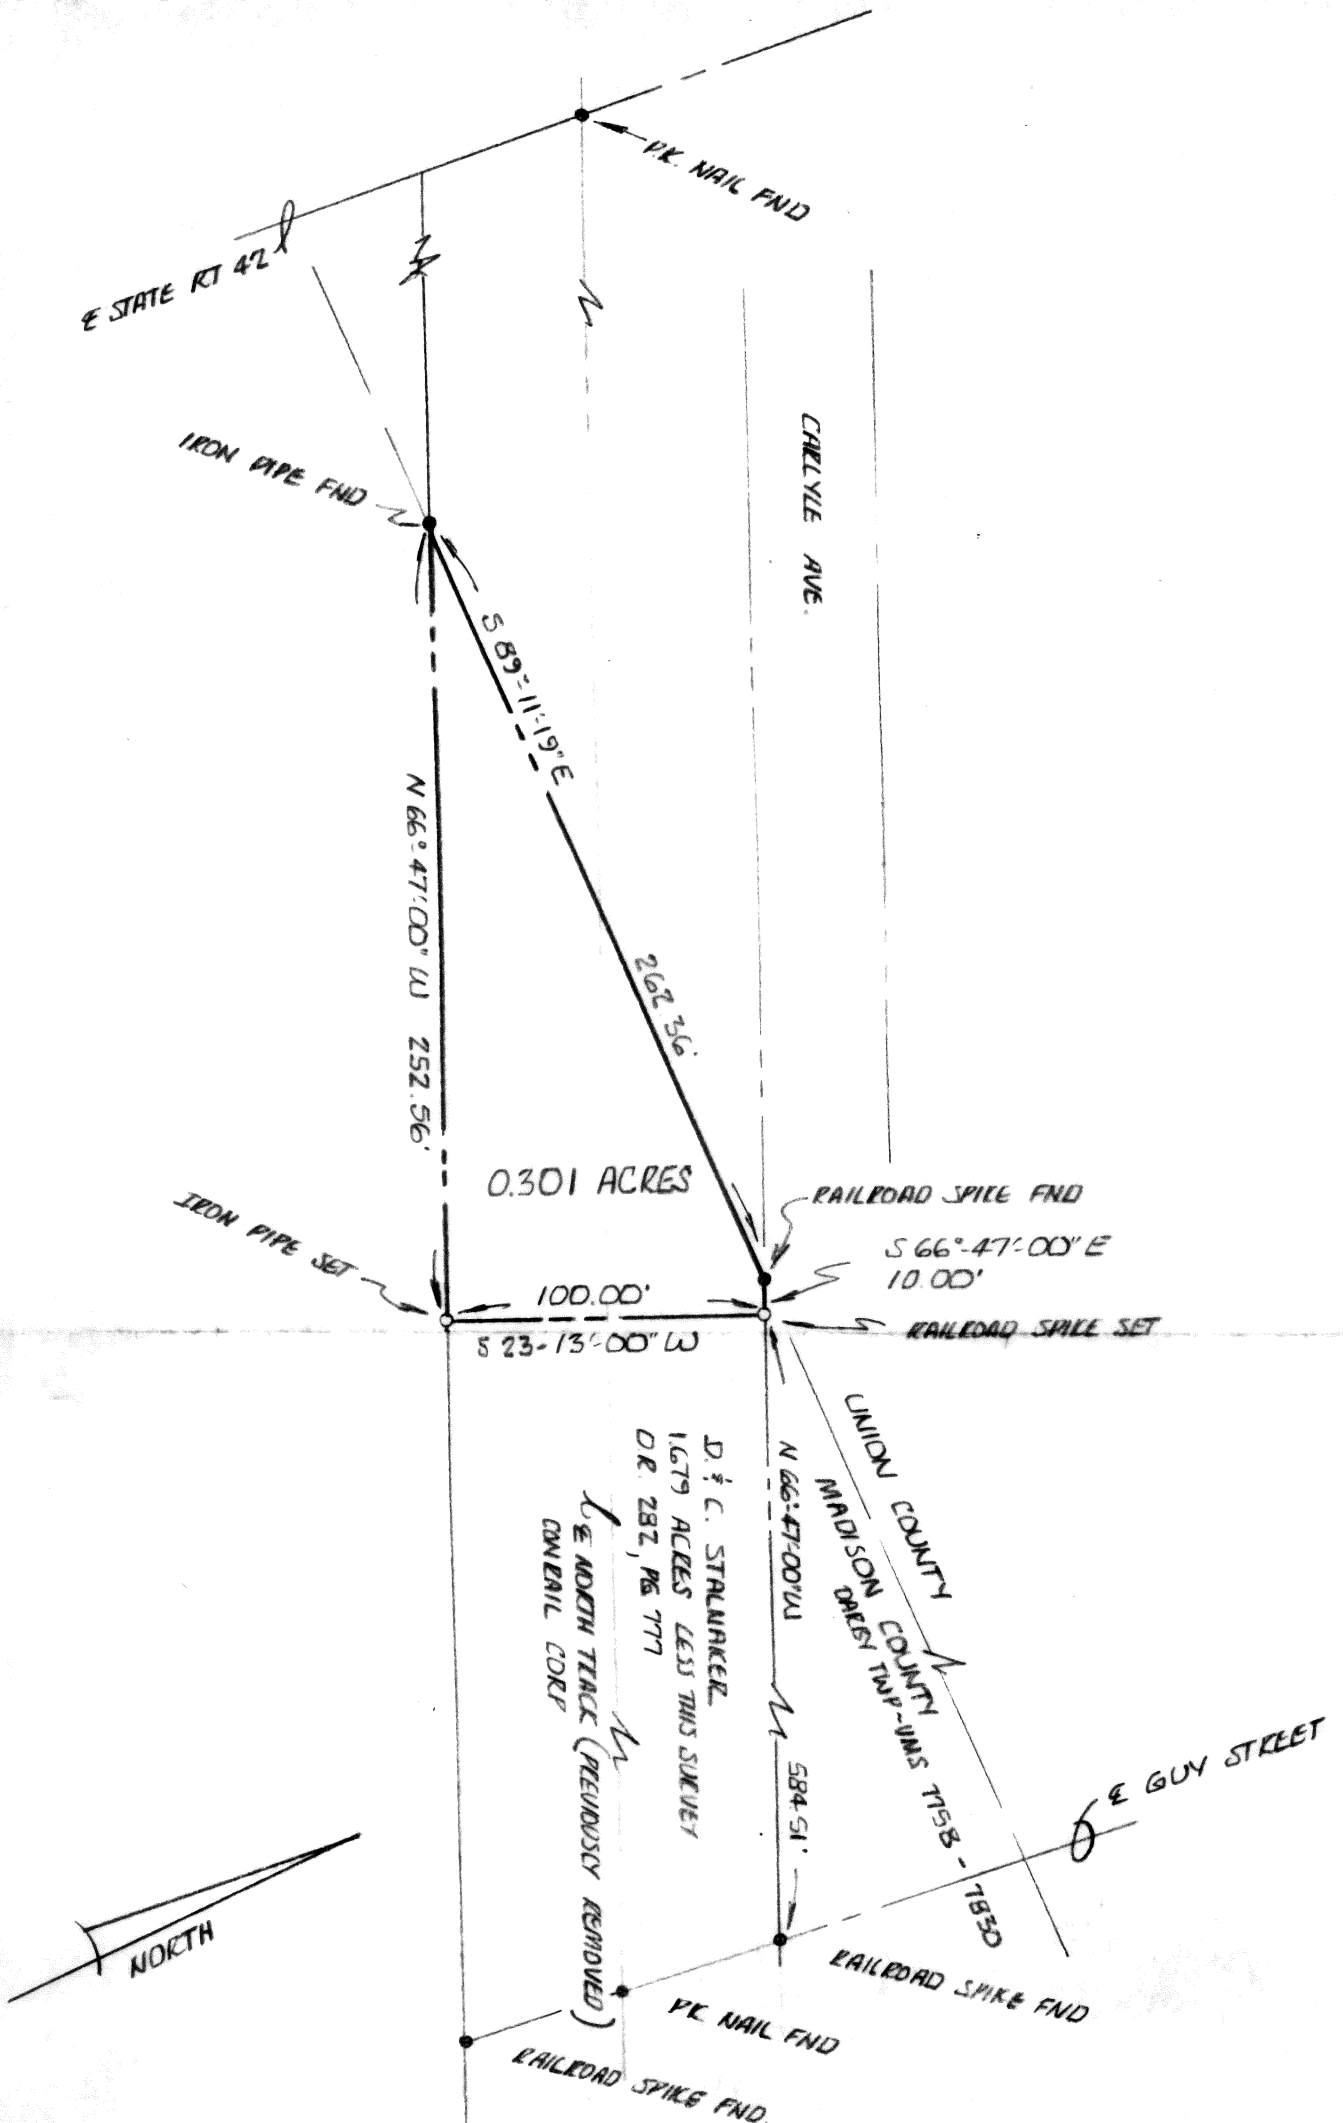 P.K. NAIL FND
℄ STATE RT 42
CARLYLE AVE.
IRON PIPE FND
S 89°-11'-19" E
262.36'
N 66°-47'-00" W 252.56'
0.301 ACRES
RAILROAD SPIKE FND
S 66°-47'-00" E
10.00'
IRON PIPE SET
100.00'
S 23-13'-00" W
RAILROAD SPIKE SET
UNION COUNTY
MADISON COUNTY
DARBY TWP~VMS 7758 - 7830
N 66°-47'-00" W 584.51'
D. & C. STALNAKER
1.679 ACRES LESS THIS SURVEY
D.R. 282, PG 777
℄ NORTH TRACK (PREVIOUSLY REMOVED)
CONRAIL CORP
℄ GUY STREET
NORTH
RAILROAD SPIKE FND
PK NAIL FND
RAILROAD SPIKE FND.